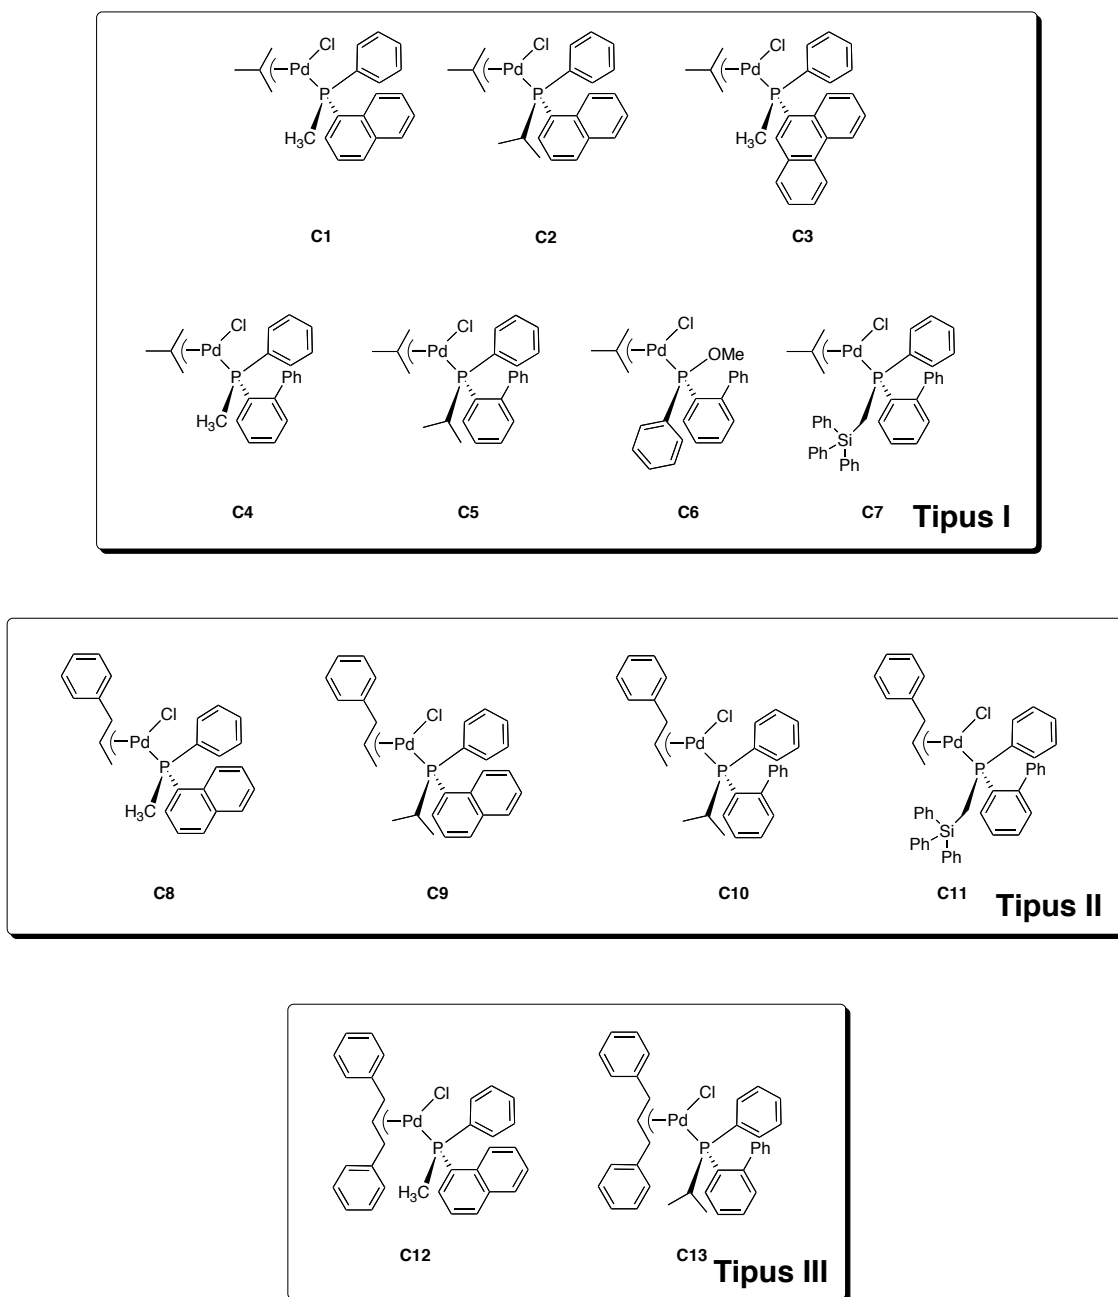 Cl Cl Cl
Pd Pd Pd
P P P
H₃C H₃C
C1 C2 C3
Cl Cl Cl Cl
Pd Pd Pd Pd
OMe
P Ph P Ph P Ph P Ph
H₃C Ph Si Ph Ph
C4 C5 C6 C7
Tipus I
Cl Cl Cl Cl
Pd Pd Pd Pd
P P P Ph P Ph
H₃C Ph Si Ph Ph
C8 C9 C10 C11
Tipus II
Cl Cl
Pd Pd
P P Ph
H₃C
C12 C13
Tipus III